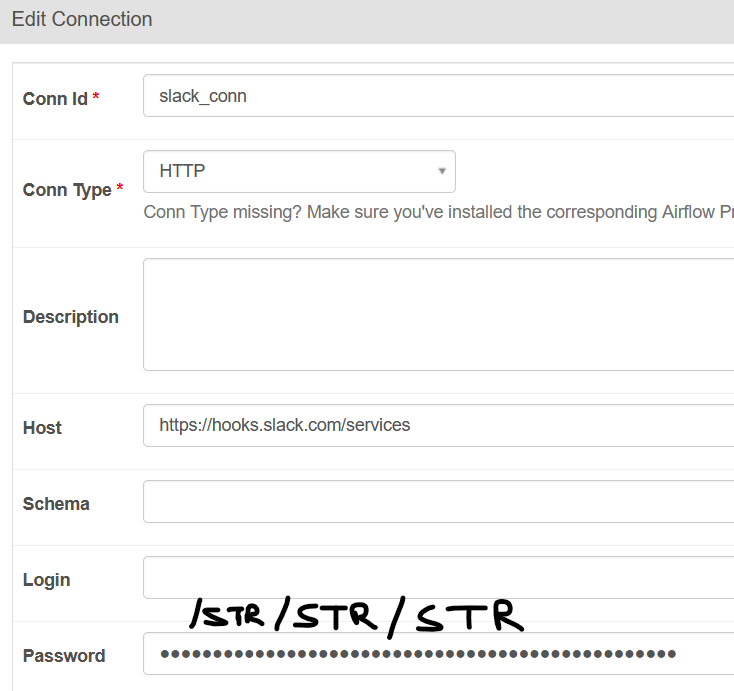 Edit Connection
Conn Id *
slack_conn
Conn Type *
HTTP
Conn Type missing? Make sure you've installed the corresponding Airflow Pr
Description
Host
https://hooks.slack.com/services
Schema
Login
/STR/STR/STR
Password
••••••••••••••••••••••••••••••••••••••••••••••